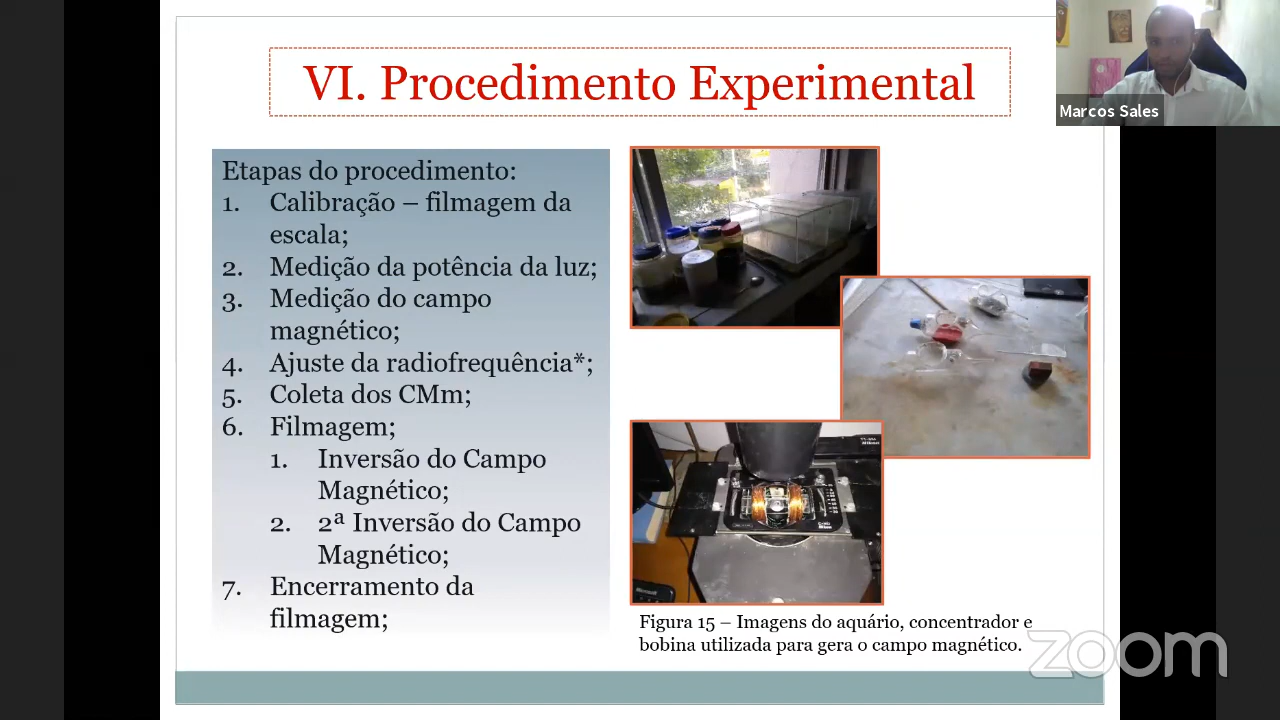 VI. Procedimento Experimental
Marcos Sales
Etapas do procedimento:
1. Calibração – filmagem da
escala;
2. Medição da potência da luz;
3. Medição do campo
magnético;
4. Ajuste da radiofrequência*;
5. Coleta dos CMm;
6. Filmagem;
1. Inversão do Campo
Magnético;
2. 2ª Inversão do Campo
Magnético;
7. Encerramento da
filmagem;
Figura 15 – Imagens do aquário, concentrador e
bobina utilizada para gera o campo magnético.
zoom